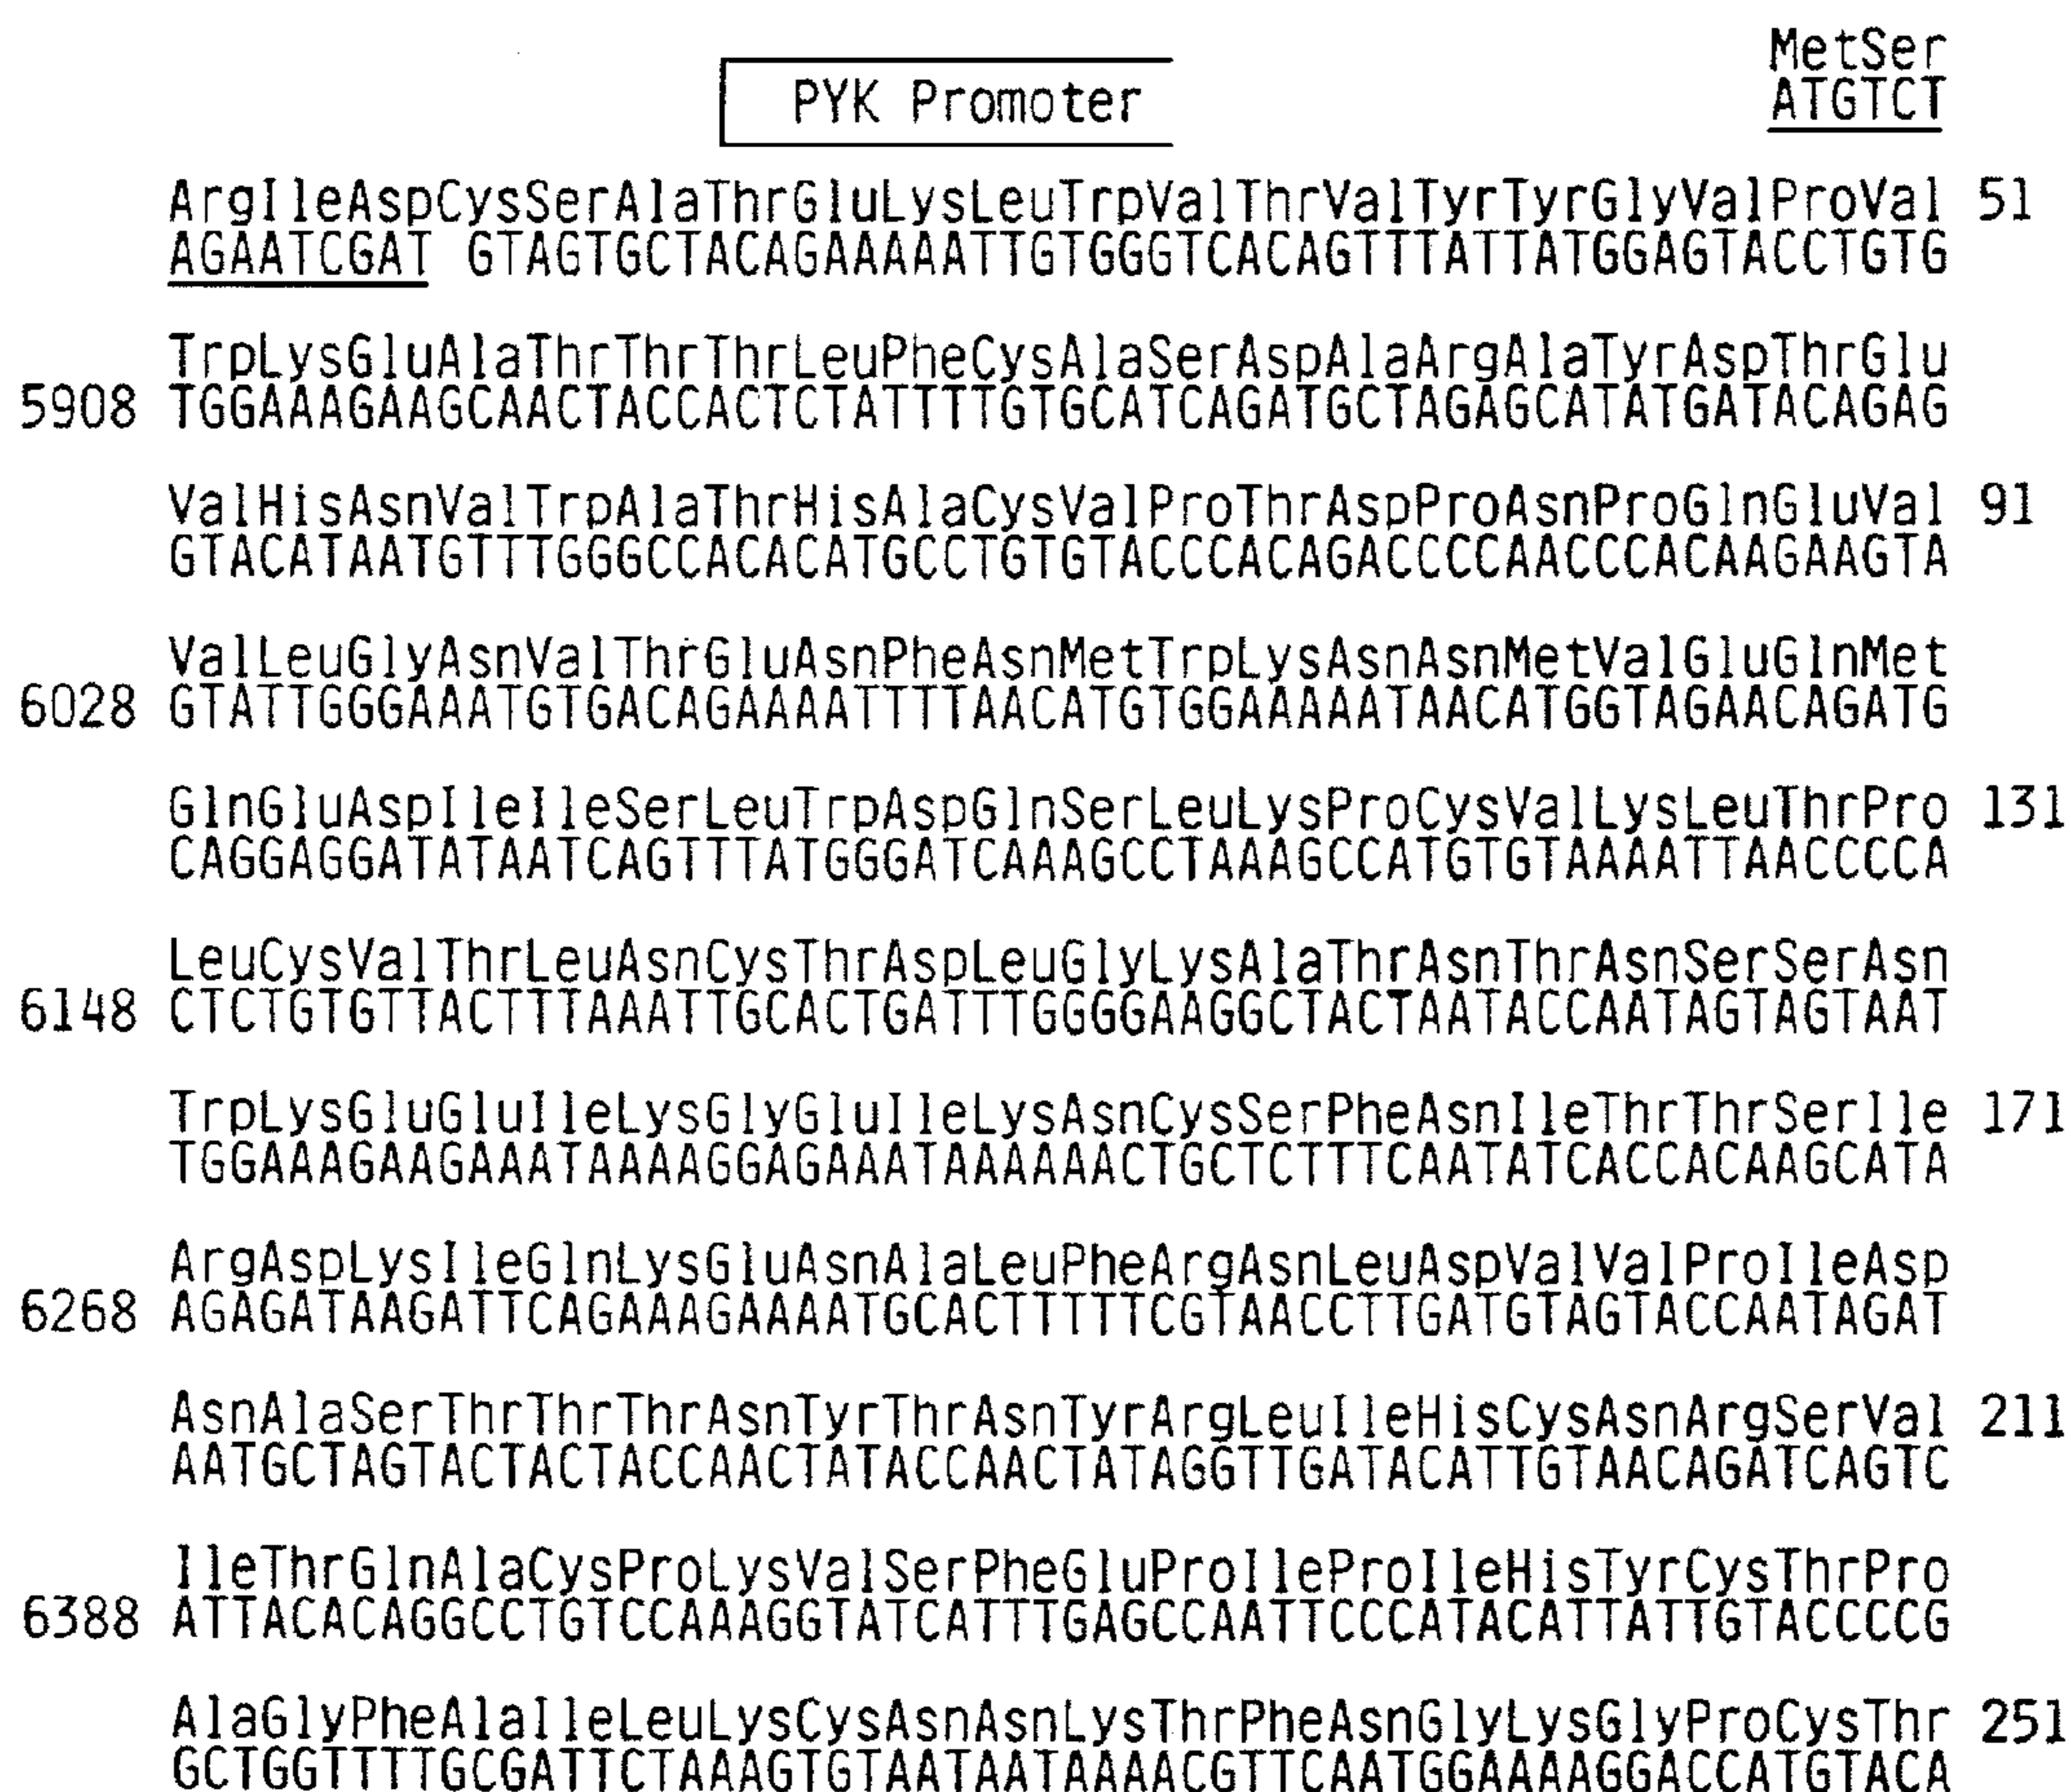 MetSer
PYK Promoter
ATGTCT
ArgIleAspCysSerAlaThrGluLysLeuTrpValThrValTyrTyrGlyValProVal 51
AGAATCGAT GTAGTGCTACAGAAAAATTGTGGGTCACAGTTTATTATGGAGTACCTGTG
TrpLysGluAlaThrThrThrLeuPheCysAlaSerAspAlaArgAlaTyrAspThrGlu
5908 TGGAAAGAAGCAACTACCACTCTATTTTGTGCATCAGATGCTAGAGCATATGATACAGAG
ValHisAsnValTrpAlaThrHisAlaCysValProThrAspProAsnProGlnGluVal 91
GTACATAATGTTTGGGCCACACATGCCTGTGTACCCACAGACCCCAACCCACAAGAAGTA
ValLeuGlyAsnValThrGluAsnPheAsnMetTrpLysAsnAsnMetValGluGlnMet
6028 GTATTGGGAAATGTGACAGAAAATTTTAACATGTGGAAAAATAACATGGTAGAACAGATG
GlnGluAspIleIleSerLeuTrpAspGlnSerLeuLysProCysValLysLeuThrPro 131
CAGGAGGATATAATCAGTTTATGGGATCAAAGCCTAAAGCCATGTGTAAAATTAACCCCA
LeuCysValThrLeuAsnCysThrAspLeuGlyLysAlaThrAsnThrAsnSerSerAsn
6148 CTCTGTGTTACTTTAAATTGCACTGATTTGGGGAAGGCTACTAATACCAATAGTAGTAAT
TrpLysGluGluIleLysGlyGluIleLysAsnCysSerPheAsnIleThrThrSerIle 171
TGGAAAGAAGAAATAAAAGGAGAAATAAAAAACTGCTCTTTCAATATCACCACAAGCATA
ArgAspLysIleGlnLysGluAsnAlaLeuPheArgAsnLeuAspValValProIleAsp
6268 AGAGATAAGATTCAGAAAGAAAATGCACTTTTTCGTAACCTTGATGTAGTACCAATAGAT
AsnAlaSerThrThrThrAsnTyrThrAsnTyrArgLeuIleHisCysAsnArgSerVal 211
AATGCTAGTACTACTACCAACTATACCAACTATAGGTTGATACATTGTAACAGATCAGTC
IleThrGlnAlaCysProLysValSerPheGluProIleProIleHisTyrCysThrPro
6388 ATTACACAGGCCTGTCCAAAGGTATCATTTGAGCCAATTCCCATACATTATTGTACCCCG
AlaGlyPheAlaIleLeuLysCysAsnAsnLysThrPheAsnGlyLysGlyProCysThr 251
GCTGGTTTTGCGATTCTAAAGTGTAATAATAAAACGTTCAATGGAAAAGGACCATGTACA